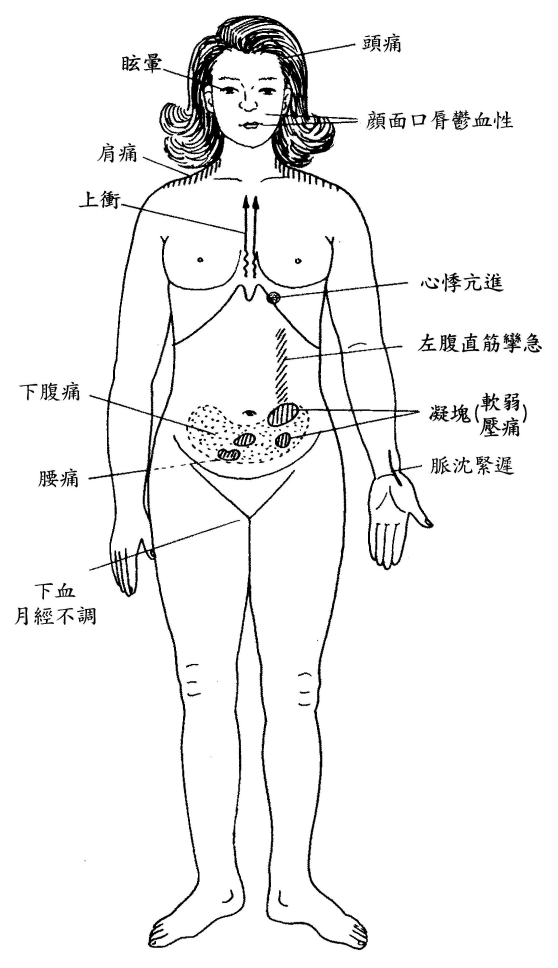 頭痛
眩暈
顏面口唇鬱血性
肩痛
上衝
心悸亢進
左腹直筋攣急
下腹痛
凝塊(軟弱
壓痛)
腰痛
脈沈緊遲
下血
月經不調